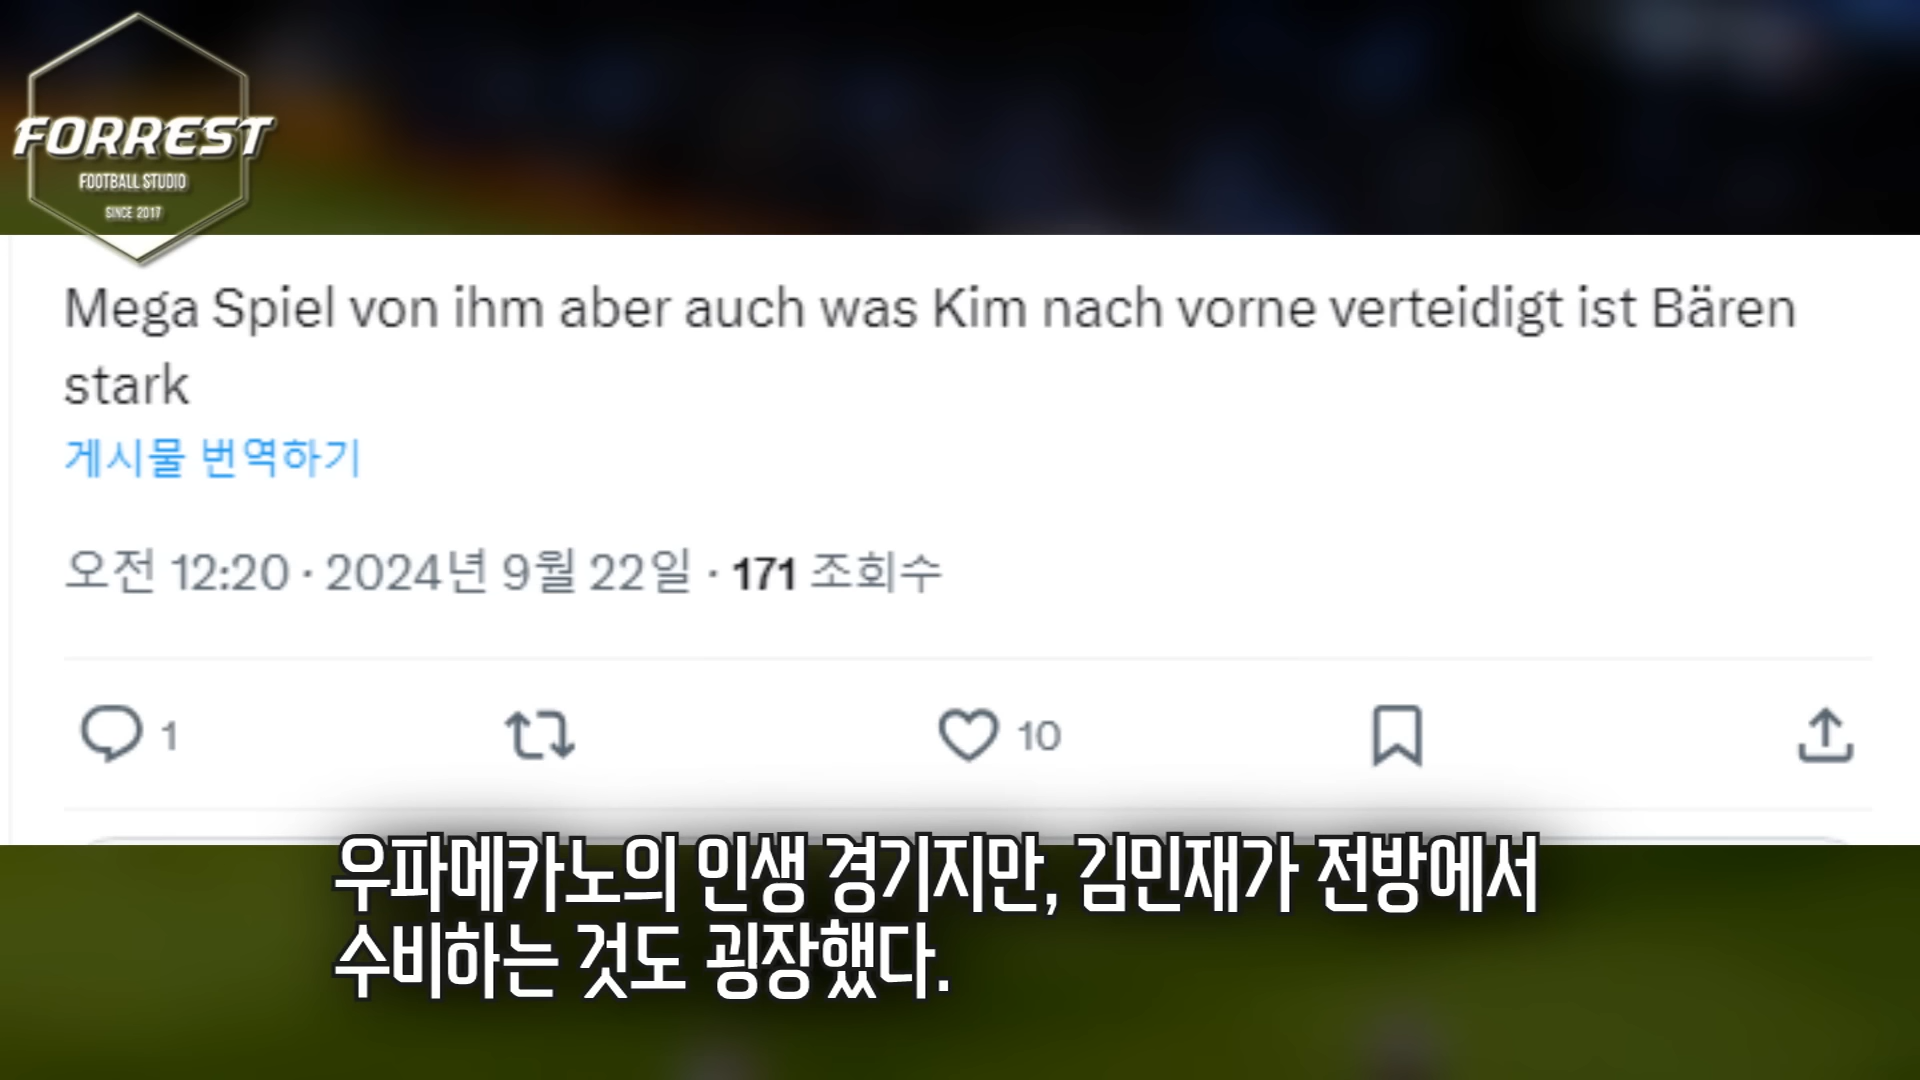 FORREST
FOOTBALL STUDIO
SINCE 2017
Mega Spiel von ihm aber auch was Kim nach vorne verteidigt ist Bären
stark
게시물 번역하기
오전 12:20 · 2024년 9월 22일 · 171 조회수
1
10
우파메카노의 인생 경기지만, 김민재가 전방에서
수비하는 것도 굉장했다.